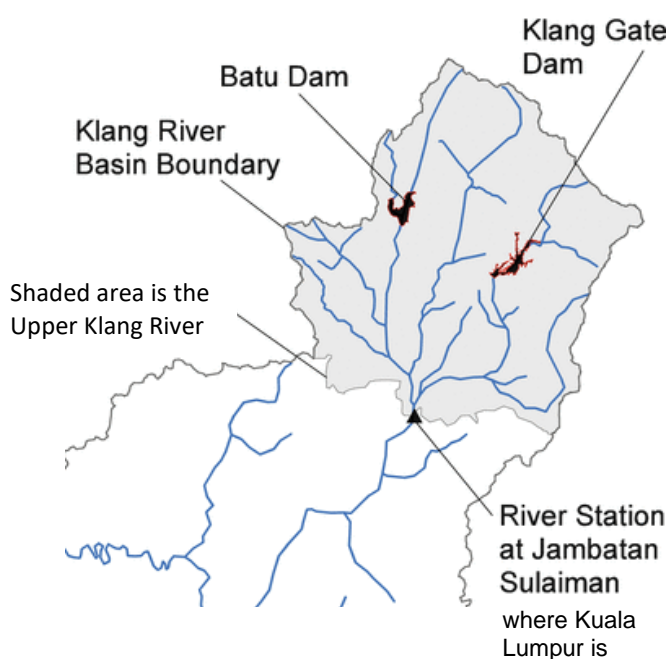 Klang Gate
Dam
Batu Dam
Klang River
Basin Boundary
Shaded area is the
Upper Klang River
River Station
at Jambatan
Sulaiman
where Kuala
Lumpur is